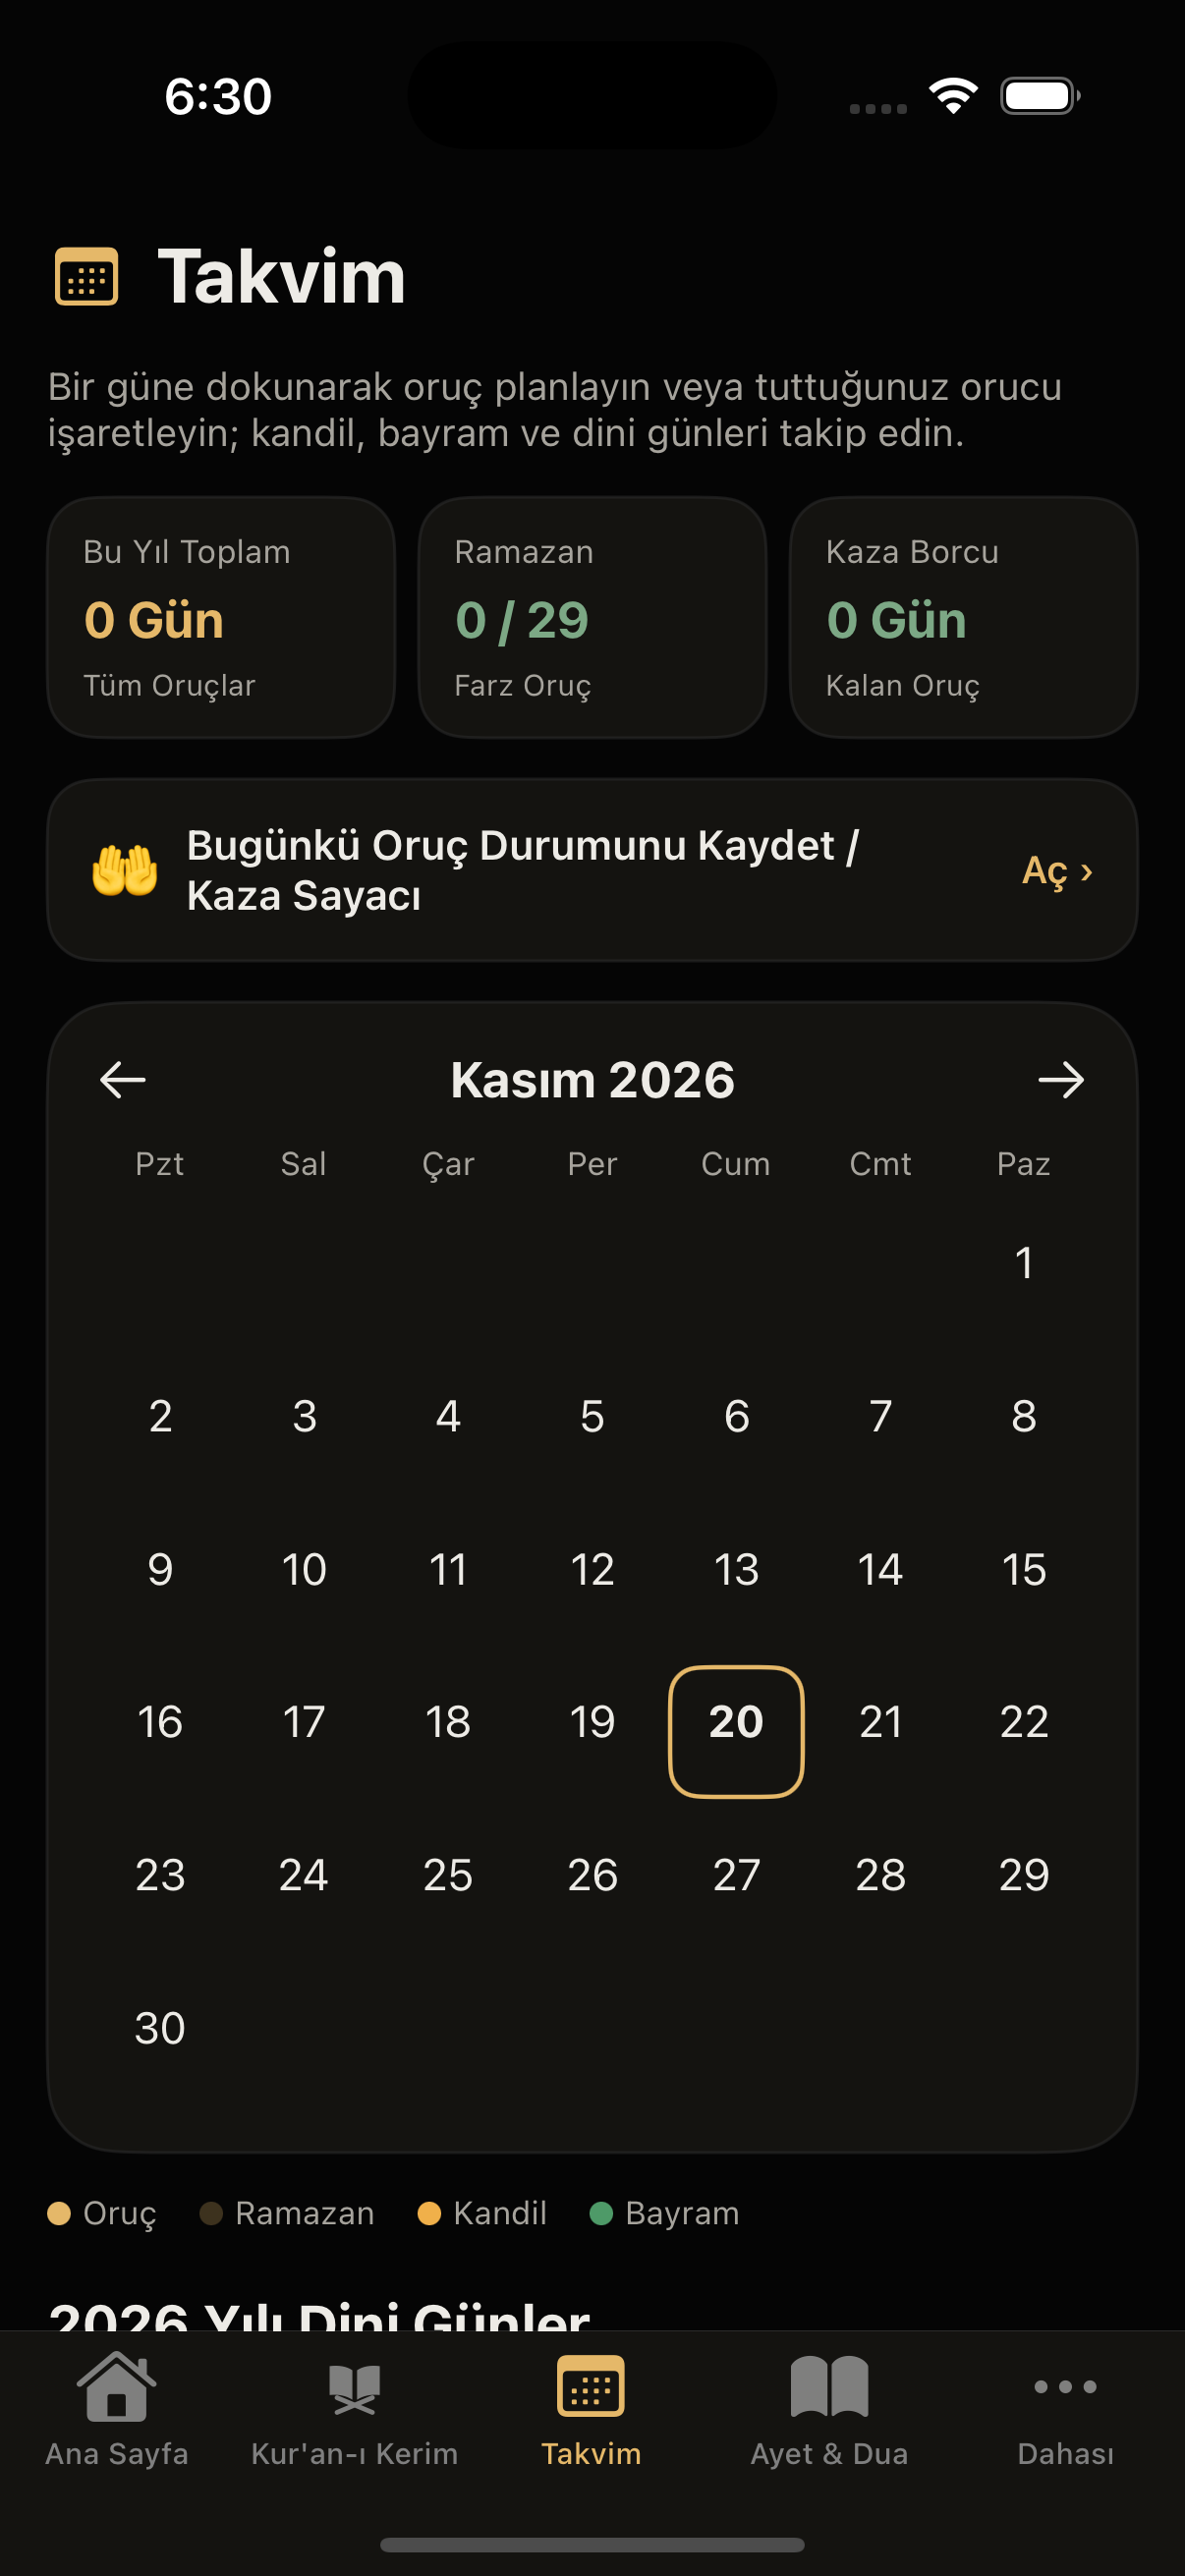 6:30
Takvim
Bir güne dokunarak oruç planlayın veya tuttuğunuz orucu
işaretleyin; kandil, bayram ve dini günleri takip edin.
Bu Yıl Toplam
0 Gün
Tüm Oruçlar
Ramazan
0 / 29
Farz Oruç
Kaza Borcu
0 Gün
Kalan Oruç
Bugünkü Oruç Durumunu Kaydet /
Kaza Sayacı
Aç ›
Kasım 2026
Pzt Sal Çar Per Cum Cmt Paz
1
2 3 4 5 6 7 8
9 10 11 12 13 14 15
16 17 18 19 20 21 22
23 24 25 26 27 28 29
30
Oruç Ramazan Kandil Bayram
2026 Yılı Dini Günler
Ana Sayfa Kur'an-ı Kerim Takvim Ayet & Dua Dahası